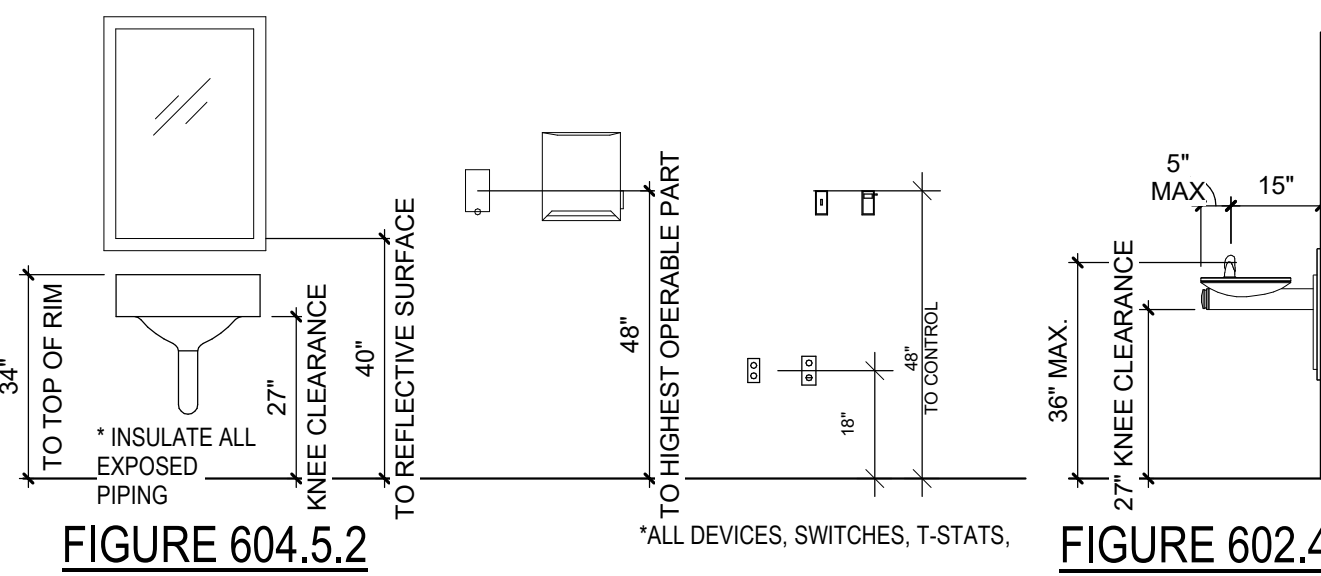 34"
TO TOP OF RIM
* INSULATE ALL
EXPOSED
PIPING
27"
KNEE CLEARANCE
40"
TO REFLECTIVE SURFACE
FIGURE 604.5.2
48"
TO HIGHEST OPERABLE PART
18"
48"
TO CONTROL
*ALL DEVICES, SWITCHES, T-STATS,
5"
MAX
15"
36" MAX.
27" KNEE CLEARANCE
FIGURE 602.4